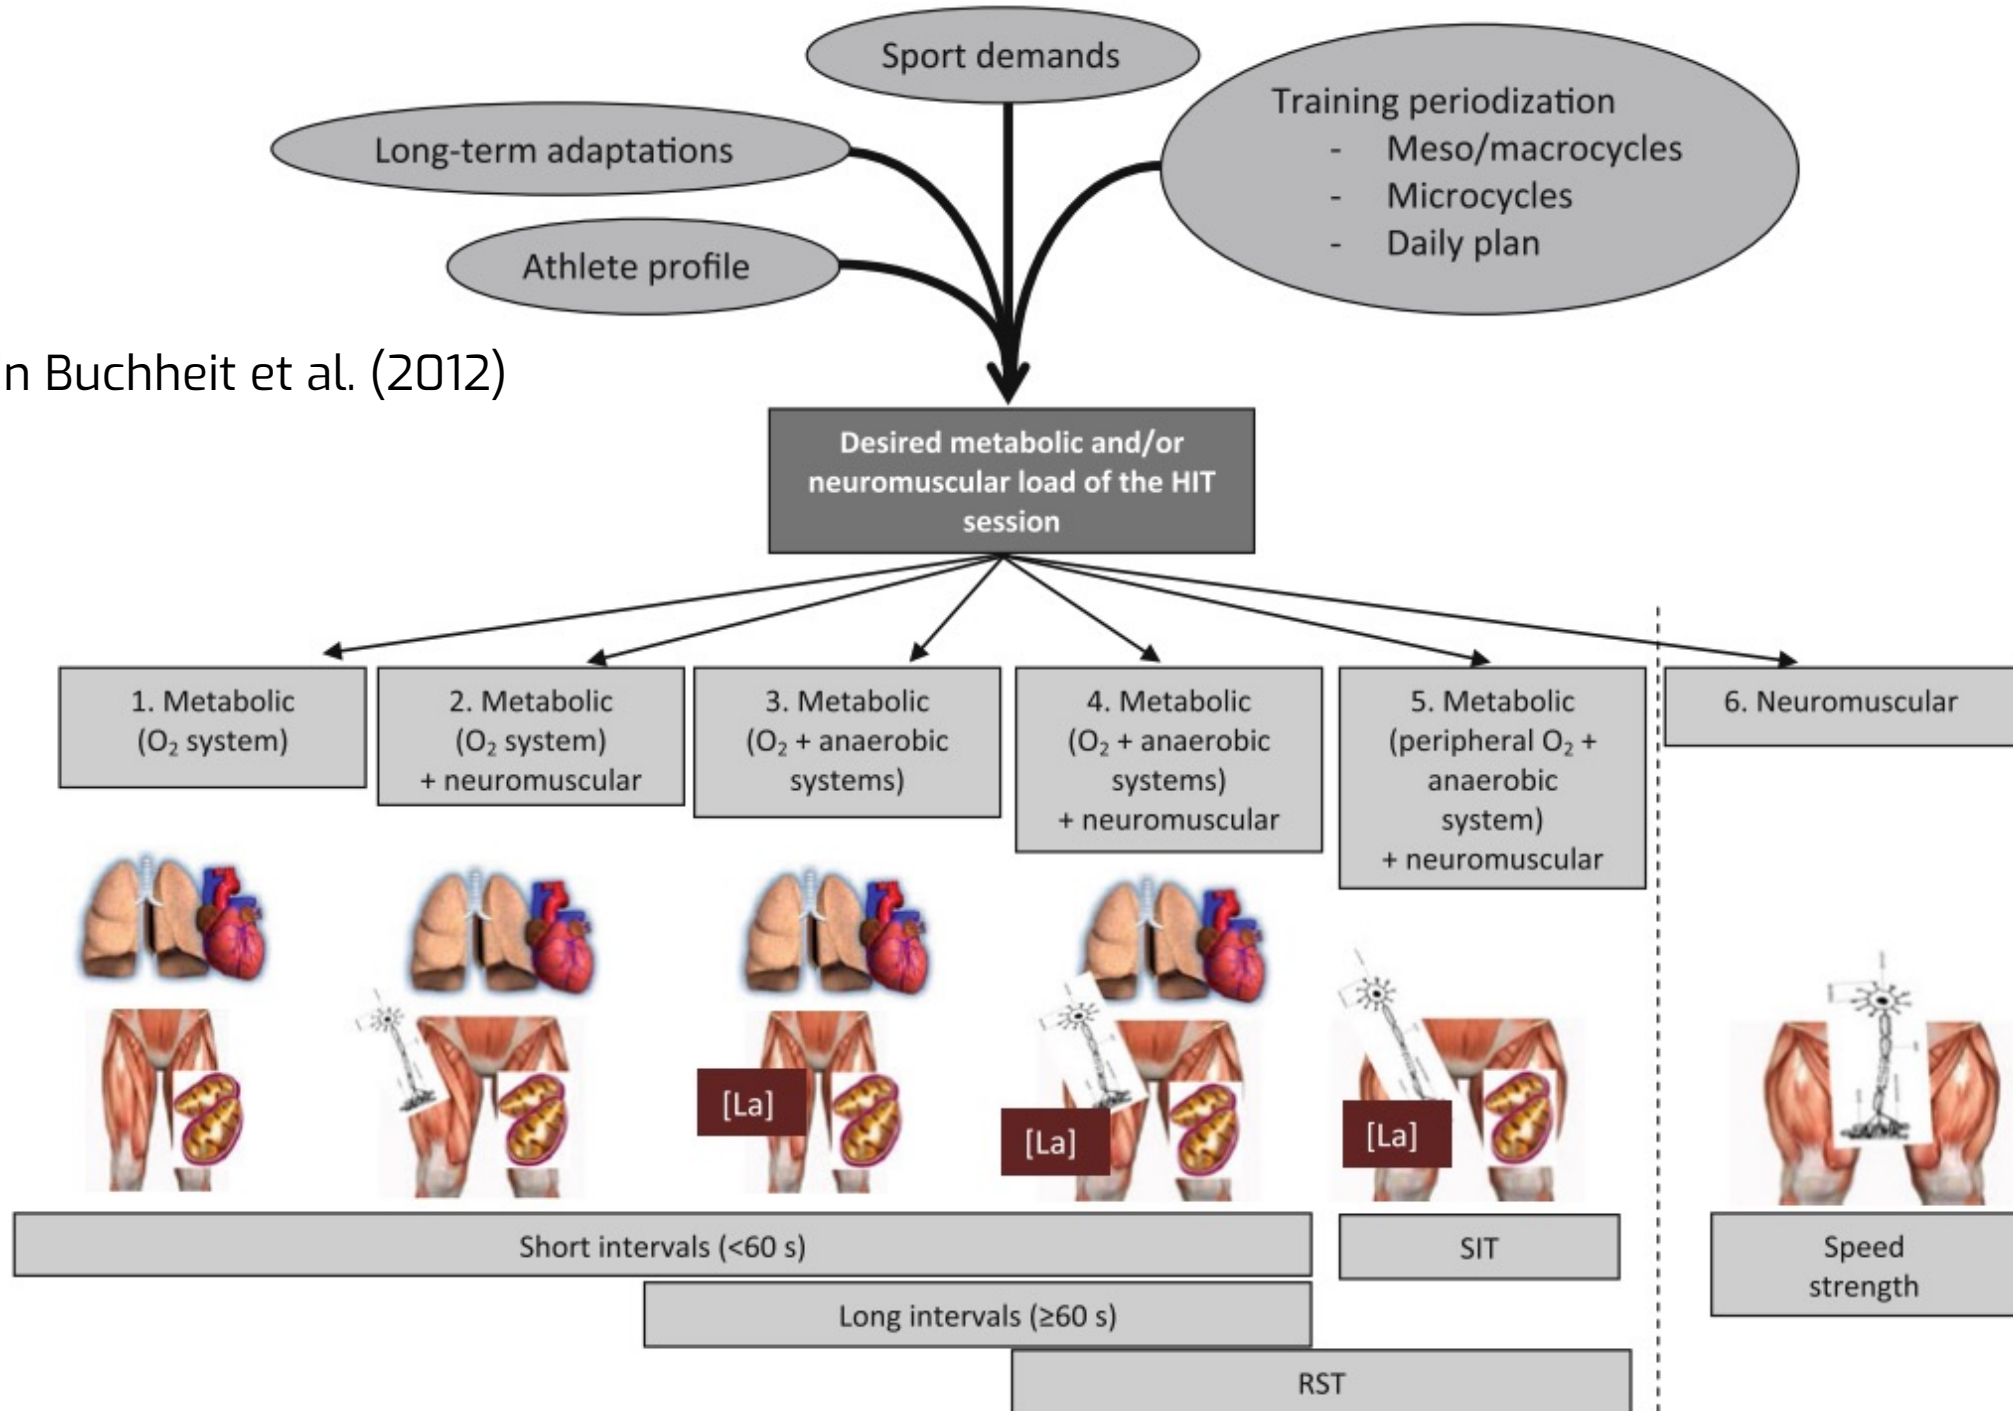 Sport demands
Long-term adaptations
Training periodization
- Meso/macrocycles
- Microcycles
- Daily plan
Athlete profile
n Buchheit et al. (2012)
Desired metabolic and/or
neuromuscular load of the HIT
session
1. Metabolic
(O₂ system)
2. Metabolic
(O₂ system)
+ neuromuscular
3. Metabolic
(O₂ + anaerobic
systems)
4. Metabolic
(O₂ + anaerobic
systems)
+ neuromuscular
5. Metabolic
(peripheral O₂ +
anaerobic
system)
+ neuromuscular
6. Neuromuscular
[La]
[La]
[La]
Short intervals (<60 s)
SIT
Speed
strength
Long intervals (≥60 s)
RST